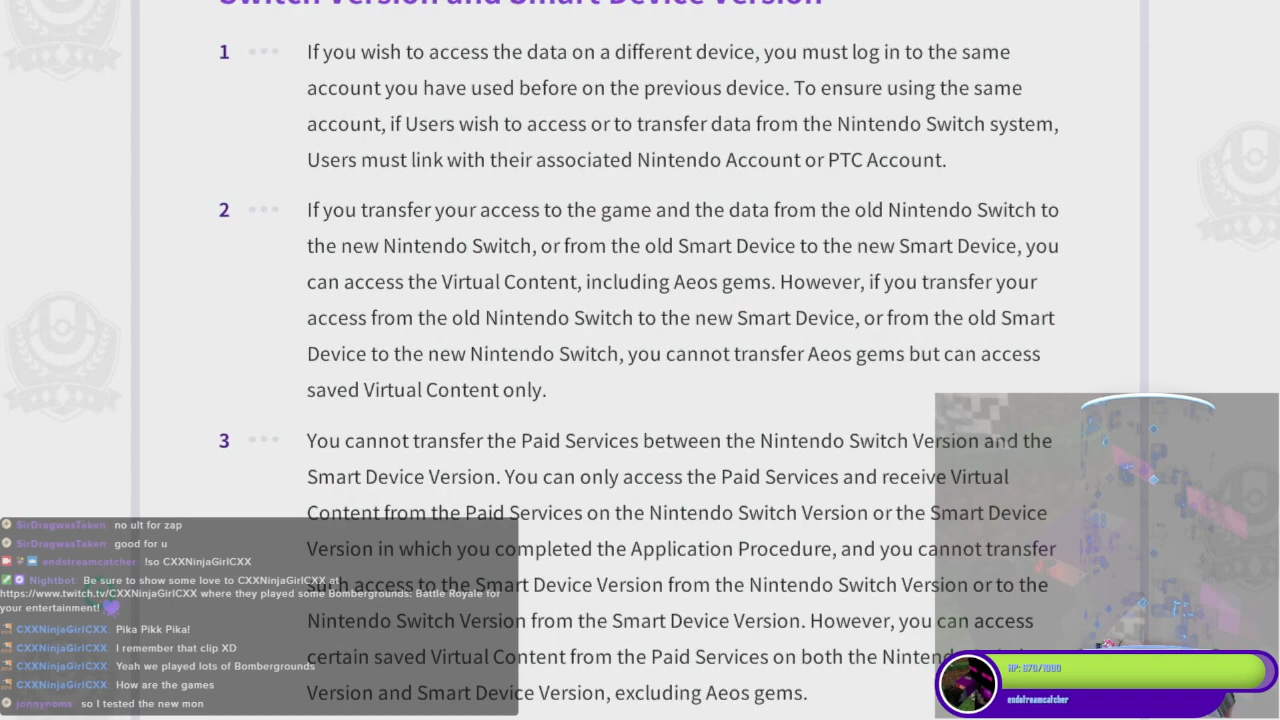 Switch Version and Smart Device Version
1
If you wish to access the data on a different device, you must log in to the same
account you have used before on the previous device. To ensure using the same
account, if Users wish to access or to transfer data from the Nintendo Switch system,
Users must link with their associated Nintendo Account or PTC Account.
2
If you transfer your access to the game and the data from the old Nintendo Switch to
the new Nintendo Switch, or from the old Smart Device to the new Smart Device, you
can access the Virtual Content, including Aeos gems. However, if you transfer your
access from the old Nintendo Switch to the new Smart Device, or from the old Smart
Device to the new Nintendo Switch, you cannot transfer Aeos gems but can access
saved Virtual Content only.
3
You cannot transfer the Paid Services between the Nintendo Switch Version and the
Smart Device Version. You can only access the Paid Services and receive Virtual
Content from the Paid Services on the Nintendo Switch Version or the Smart Device
Version in which you completed the Application Procedure, and you cannot transfer
such access to the Smart Device Version from the Nintendo Switch Version or to the
Nintendo Switch Version from the Smart Device Version. However, you can access
certain saved Virtual Content from the Paid Services on both the Nintendo
Version and Smart Device Version, excluding Aeos gems.
SirDragwasTaken: no ult for zap
SirDragwasTaken: good for u
endstreamcatcher: !so CXXNinjaGirlCXX
Nightbot: Be sure to show some love to CXXNinjaGirlCXX at
https://www.twitch.tv/CXXNinjaGirlCXX where they played some Bombergrounds: Battle Royale for
your entertainment!
CXXNinjaGirlCXX: Pika Pikk Pika!
CXXNinjaGirlCXX: I remember that clip XD
CXXNinjaGirlCXX: Yeah we played lots of Bombergrounds
CXXNinjaGirlCXX: How are the games
jonnynoms: so I tested the new mon
HP: 970/1000
endstreamcatcher